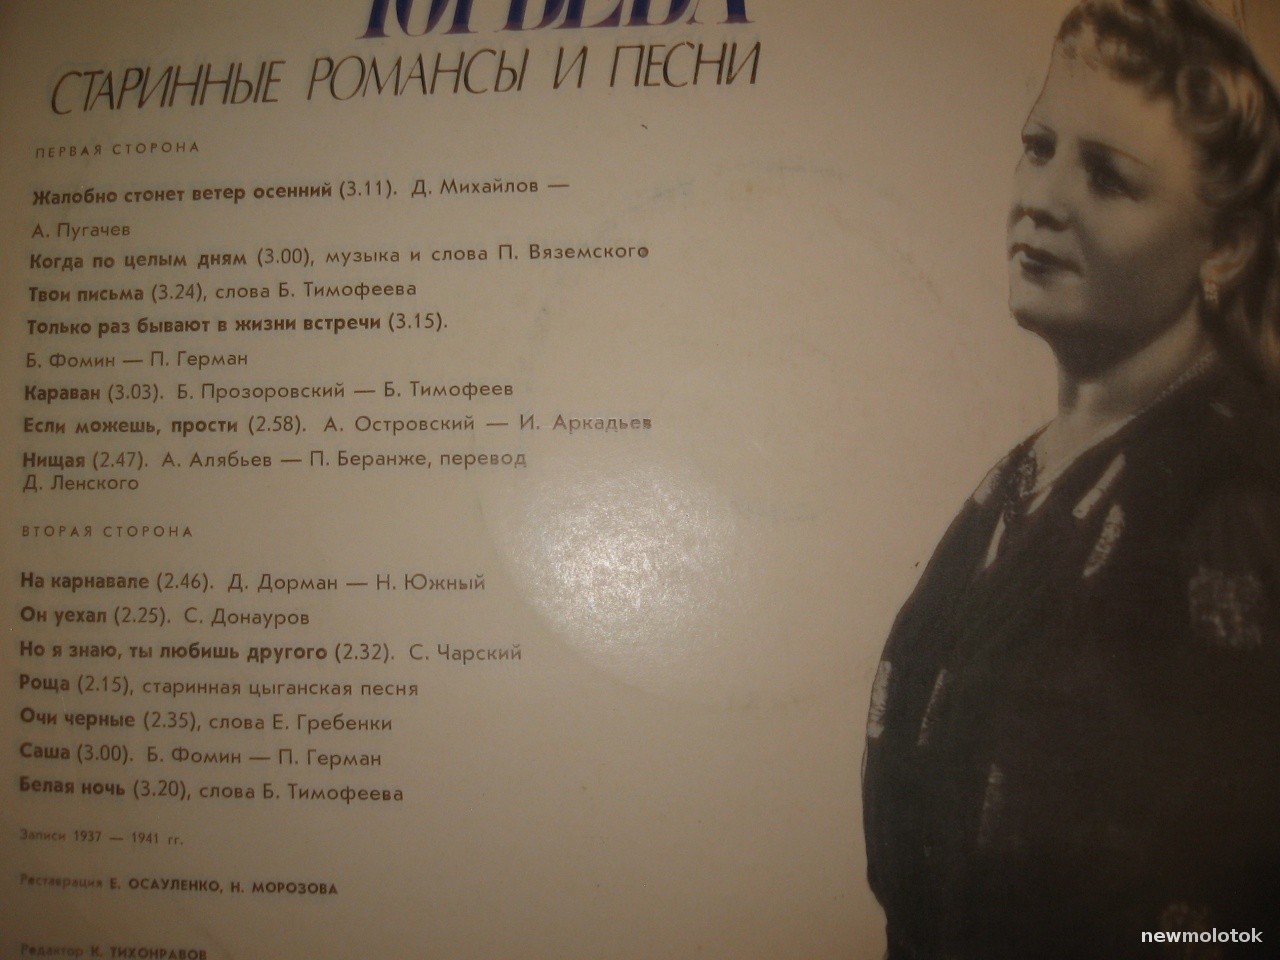 ЮРЬЕВА
СТАРИННЫЕ РОМАНСЫ И ПЕСНИ
ПЕРВАЯ СТОРОНА
Жалобно стонет ветер осенний (3.11). Д. Михайлов —
А. Пугачев
Когда по целым дням (3.00), музыка и слова П. Вяземского
Твои письма (3.24), слова Б. Тимофеева
Только раз бывают в жизни встречи (3.15).
Б. Фомин — П. Герман
Караван (3.03). Б. Прозоровский — Б. Тимофеев
Если можешь, прости (2.58). А. Островский — И. Аркадьев
Нищая (2.47). А. Алябьев — П. Беранже, перевод
Д. Ленского
ВТОРАЯ СТОРОНА
На карнавале (2.46). Д. Дорман — Н. Южный
Он уехал (2.25). С. Донауров
Но я знаю, ты любишь другого (2.32). С. Чарский
Роща (2.15), старинная цыганская песня
Очи черные (2.35), слова Е. Гребенки
Саша (3.00). Б. Фомин — П. Герман
Белая ночь (3.20), слова Б. Тимофеева
Записи 1937 — 1941 гг.
Реставрация Е. ОСАУЛЕНКО, Н. МОРОЗОВА
Редактор К. ТИХОНРАВОВ
newmolotok